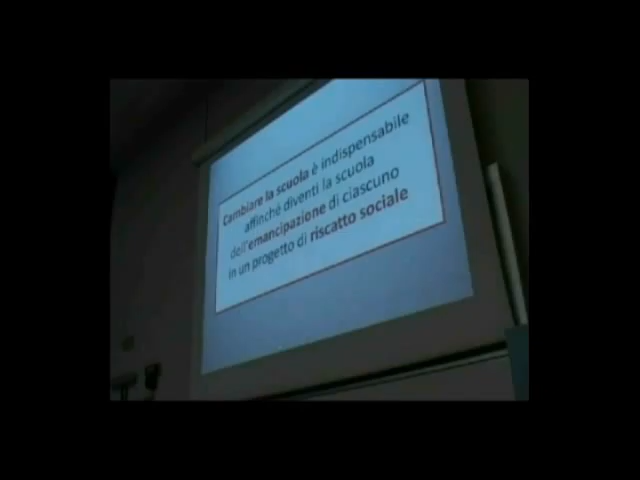 Cambiare la scuola è indispensabile
affinché diventi la scuola
dell'emancipazione di ciascuno
in un progetto di riscatto sociale